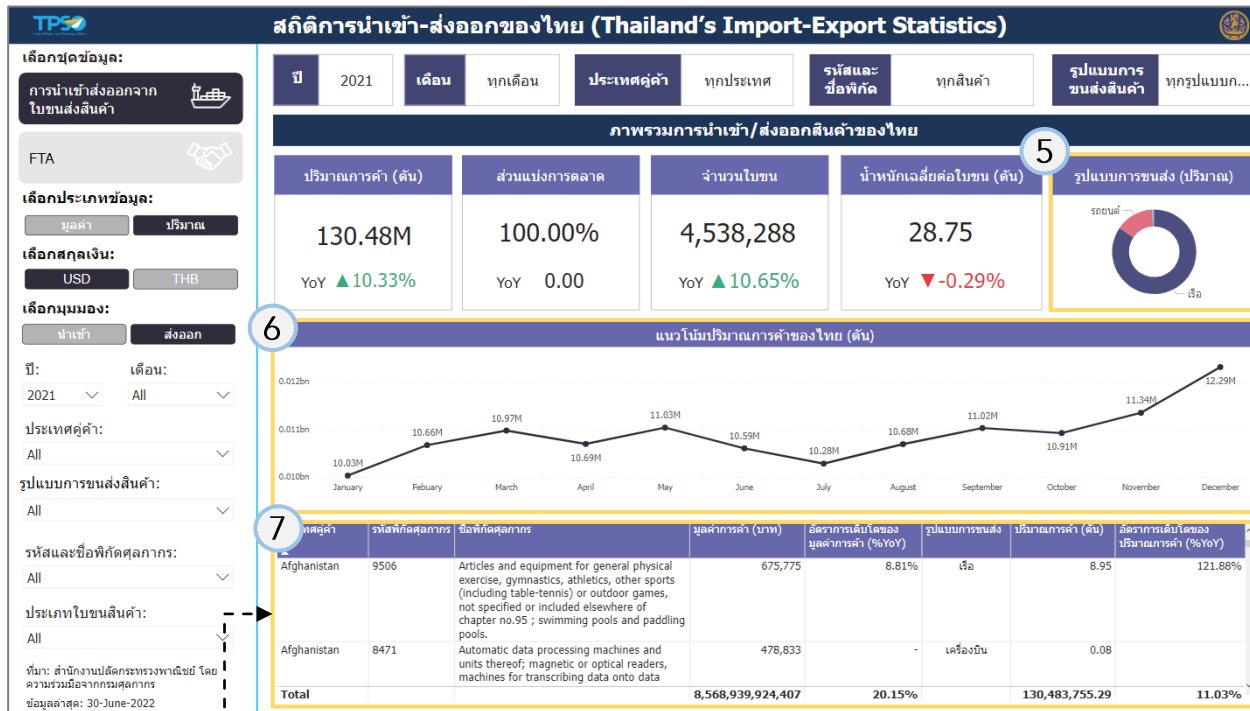 TPSO
สถิติการนำเข้า-ส่งออกของไทย (Thailand's Import-Export Statistics)
เลือกชุดข้อมูล:
การนำเข้าส่งออกจาก
ใบขนส่งสินค้า
FTA
เลือกประเภทข้อมูล:
มูลค่า
ปริมาณ
เลือกสกุลเงิน:
USD
THB
เลือกมุมมอง:
นำเข้า
ส่งออก
ปี:
เดือน:
2021
All
ประเทศคู่ค้า:
All
รูปแบบการขนส่งสินค้า:
All
รหัสและชื่อพิกัดศุลกากร:
All
ประเภทใบขนสินค้า:
All
ที่มา: สำนักงานปลัดกระทรวงพาณิชย์ โดย
ความร่วมมือจากกรมศุลกากร
ข้อมูลล่าสุด: 30-June-2022
ปี
2021
เดือน
ทุกเดือน
ประเทศคู่ค้า
ทุกประเทศ
รหัสและ
ชื่อพิกัด
ทุกสินค้า
รูปแบบการ
ขนส่งสินค้า
ทุกรูปแบบก...
ภาพรวมการนำเข้า/ส่งออกสินค้าของไทย
ปริมาณการค้า (ตัน)
130.48M
YoY ▲10.33%
ส่วนแบ่งการตลาด
100.00%
YoY 0.00
จำนวนใบขน
4,538,288
YoY ▲10.65%
น้ำหนักเฉลี่ยต่อใบขน (ตัน)
28.75
YoY ▼-0.29%
5
รูปแบบการขนส่ง (ปริมาณ)
รถยนต์
เรือ
6
แนวโน้มปริมาณการค้าของไทย (ตัน)
0.012bn
0.011bn
0.010bn
10.03M
10.66M
10.97M
10.69M
11.03M
10.59M
10.28M
10.68M
11.02M
10.91M
11.34M
12.29M
January
Febuary
March
April
May
June
July
August
September
October
November
December
7
รหัสพิกัดศุลกากร
ชื่อพิกัดศุลกากร
มูลค่าการค้า (บาท)
อัตราการเติบโตของ
มูลค่าการค้า (%YoY)
รูปแบบการขนส่ง
ปริมาณการค้า (ตัน)
อัตราการเติบโตของ
ปริมาณการค้า (%YoY)
Afghanistan
9506
Articles and equipment for general physical
exercise, gymnastics, athletics, other sports
(including table-tennis) or outdoor games,
not specified or included elsewhere of
chapter no.95 ; swimming pools and paddling
pools.
675,775
8.81%
เรือ
8.95
121.88%
Afghanistan
8471
Automatic data processing machines and
units thereof; magnetic or optical readers,
machines for transcribing data onto data
478,833
-
เครื่องบิน
0.08
Total
8,568,939,924,407
20.15%
130,483,755.29
11.03%